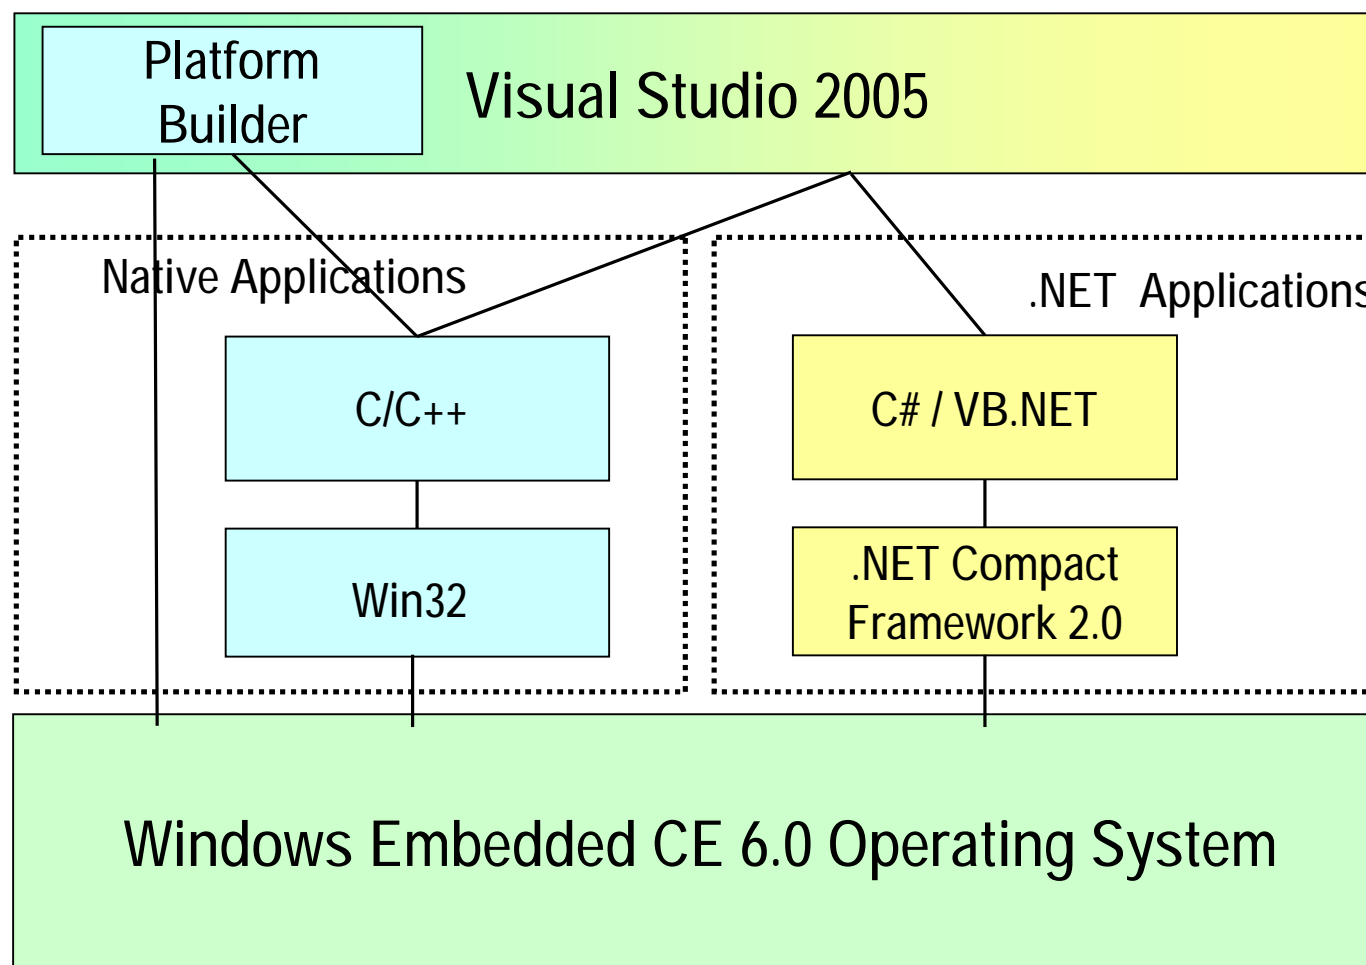 Platform
Builder
Visual Studio 2005
Native Applications
.NET Applications
C/C++
C# / VB.NET
Win32
.NET Compact
Framework 2.0
Windows Embedded CE 6.0 Operating System